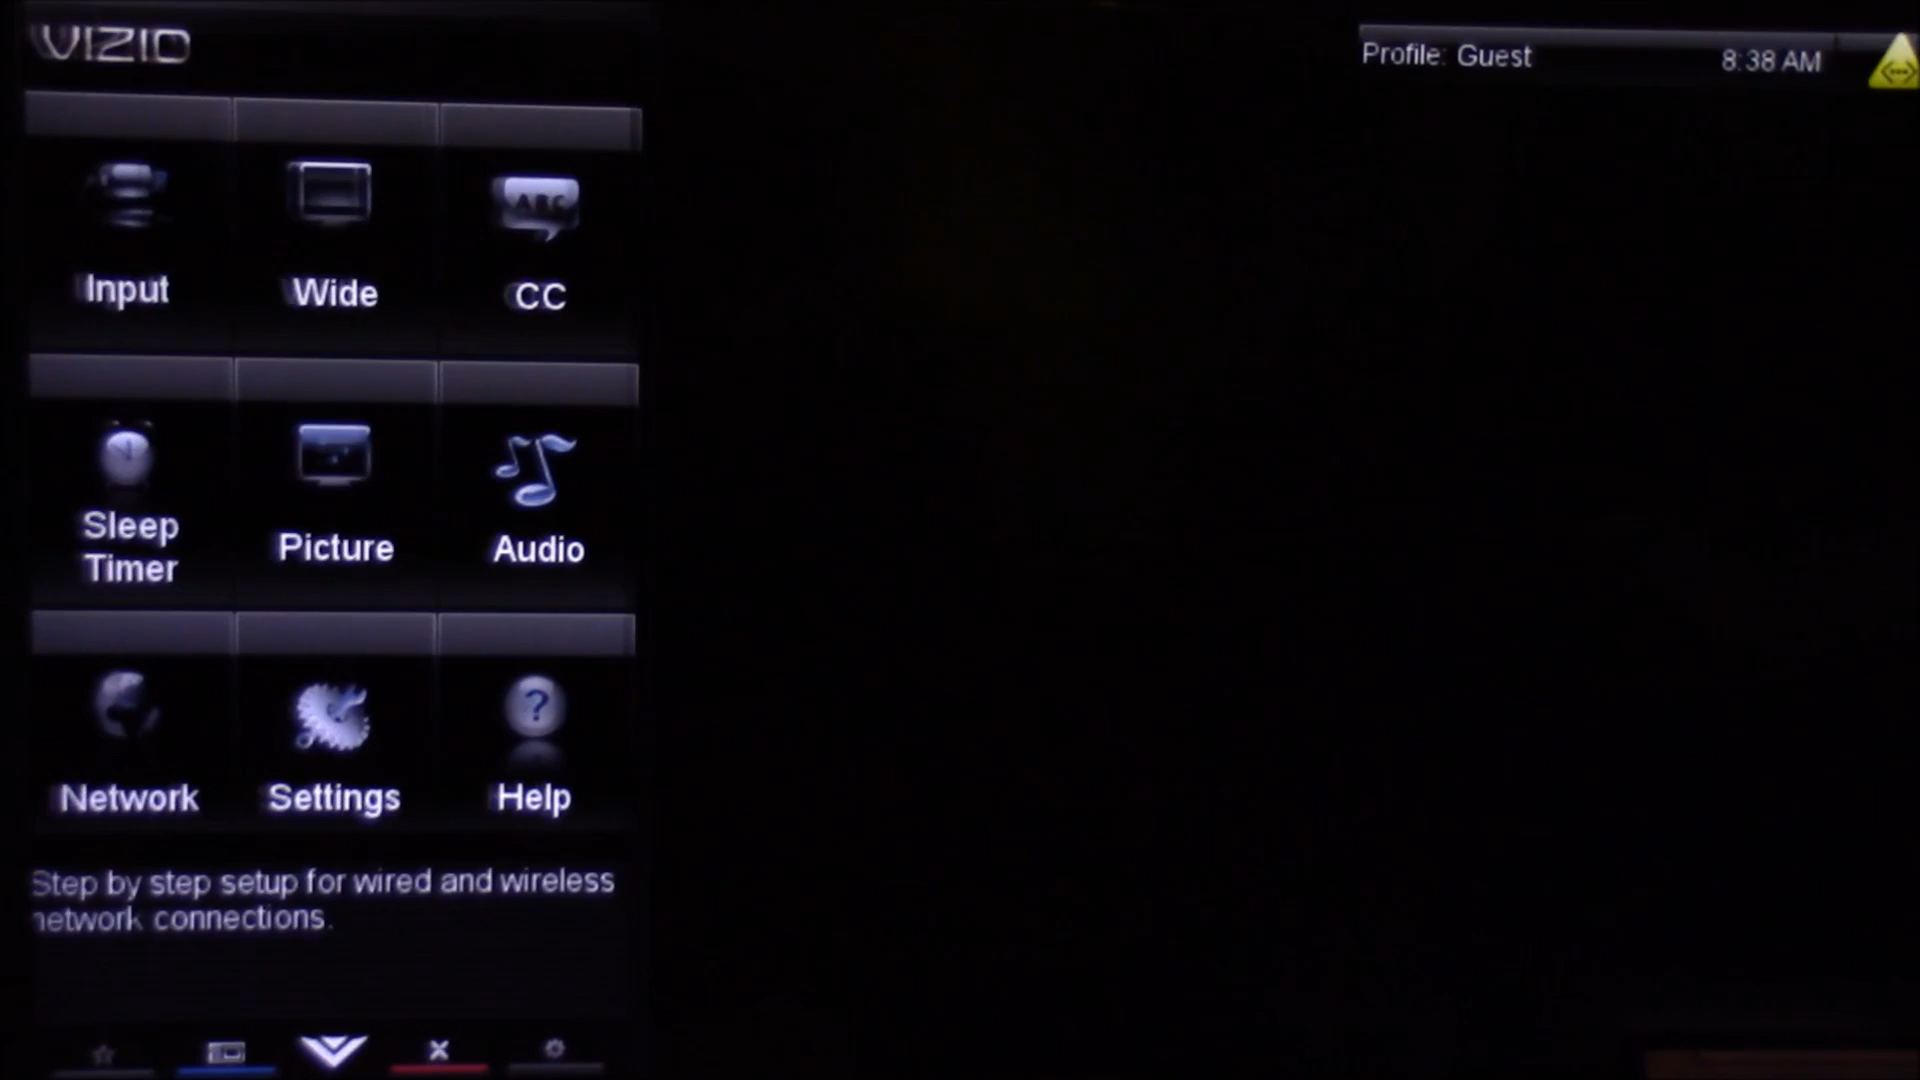 VIZIO
Profile: Guest
8:38 AM
Input
Wide
CC
ABC
Sleep
Timer
Picture
Audio
Network
Settings
Help
?
Step by step setup for wired and wireless
network connections.